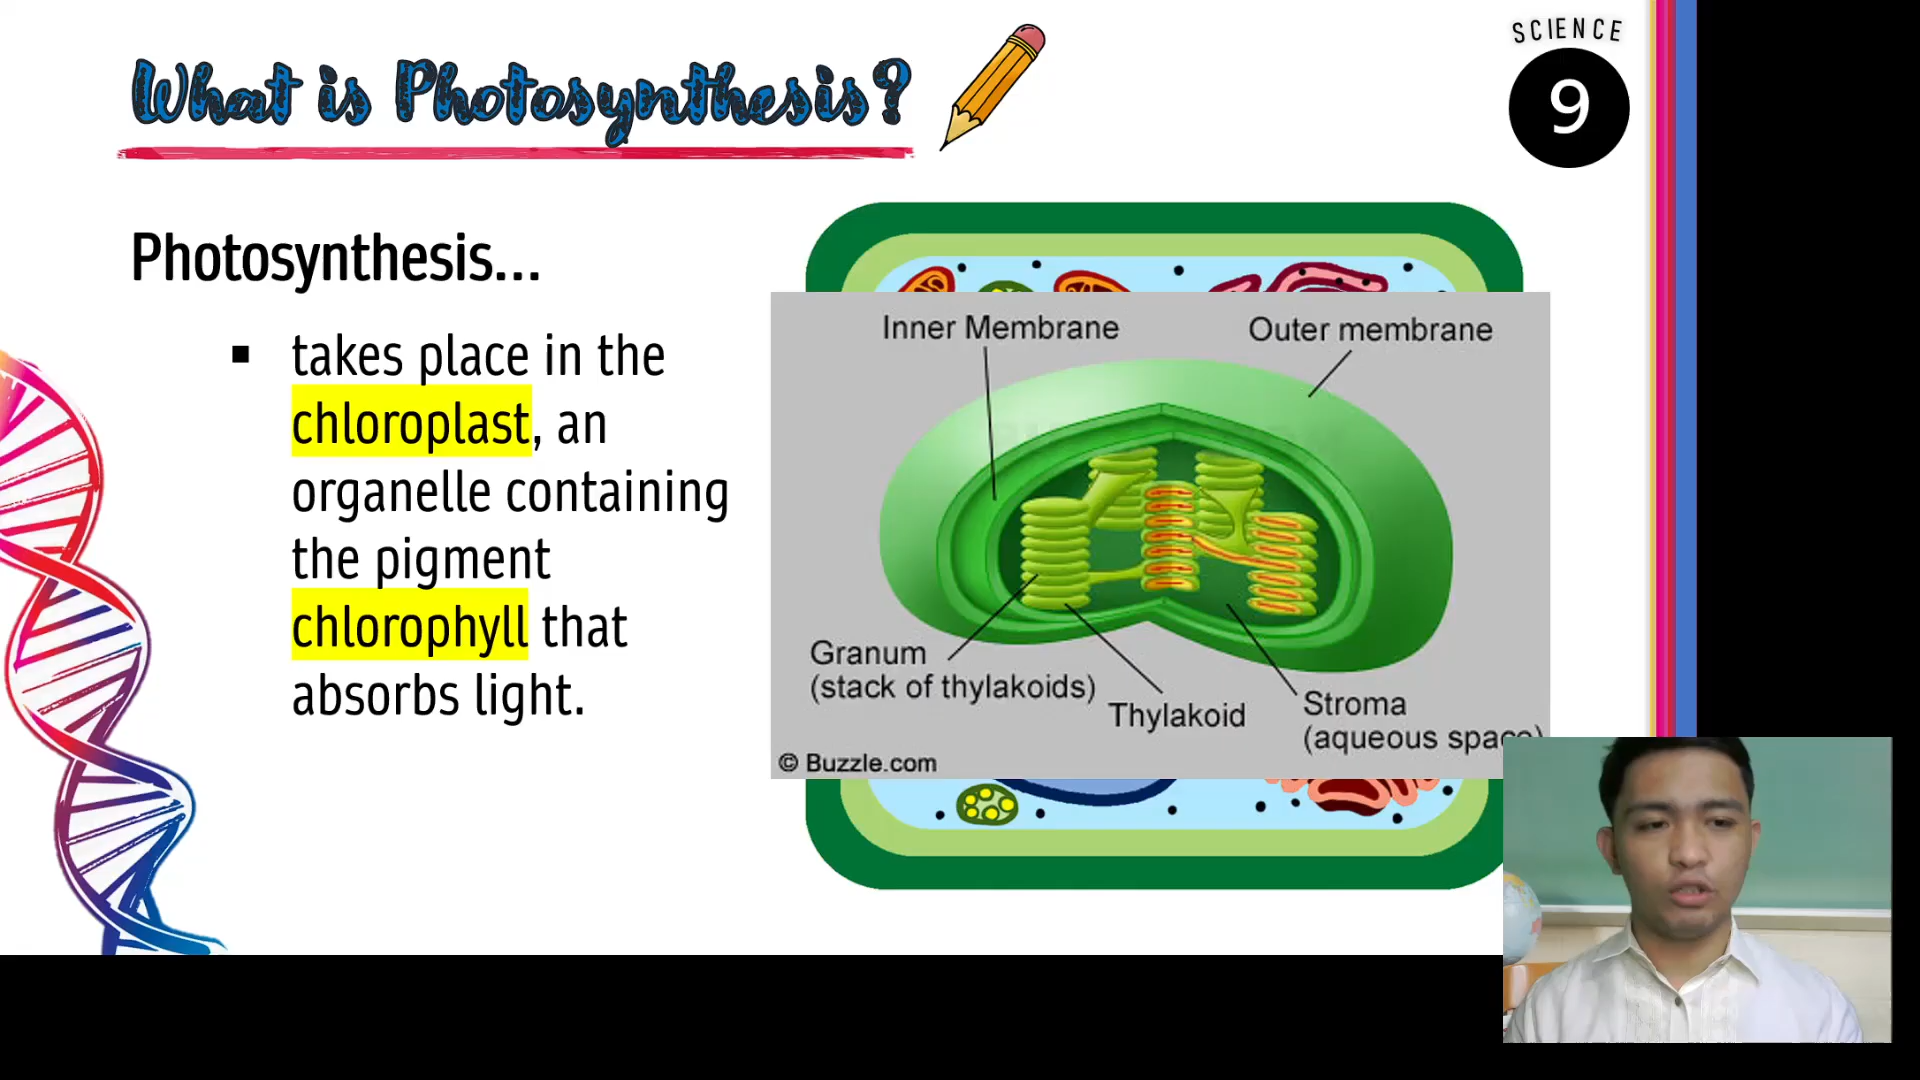 What is Photosynthesis?
SCIENCE
9
Photosynthesis...
▪ takes place in the
chloroplast, an
organelle containing
the pigment
chlorophyll that
absorbs light.
Inner Membrane
Outer membrane
Granum
(stack of thylakoids)
Thylakoid
Stroma
(aqueous space)
© Buzzle.com